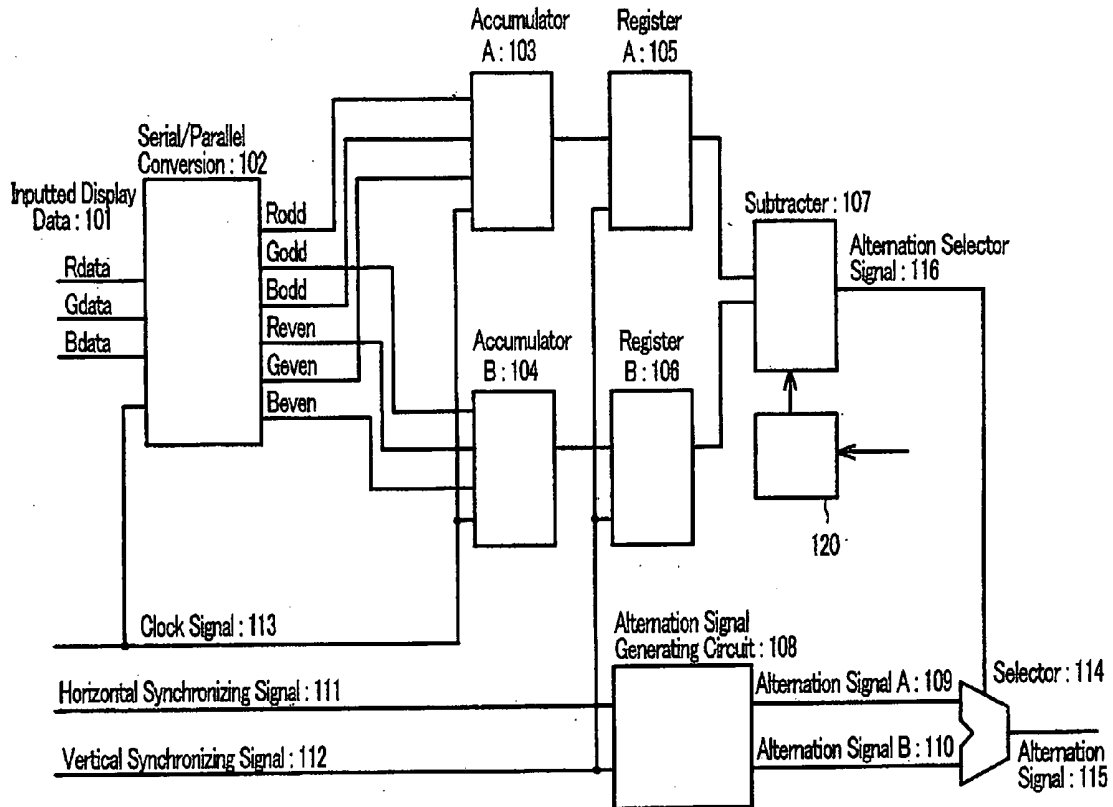 Accumulator
A : 103
Register
A : 105
Serial/Parallel
Conversion : 102
Inputted Display
Data : 101
Rdata
Gdata
Bdata
Rodd
Godd
Bodd
Reven
Geven
Beven
Subtracter : 107
Alternation Selector
Signal : 116
Accumulator
B : 104
Register
B : 106
120
Clock Signal : 113
Alternation Signal
Generating Circuit : 108
Horizontal Synchronizing Signal : 111
Alternation Signal A : 109
Selector : 114
Vertical Synchronizing Signal : 112
Alternation Signal B : 110
Alternation
Signal : 115